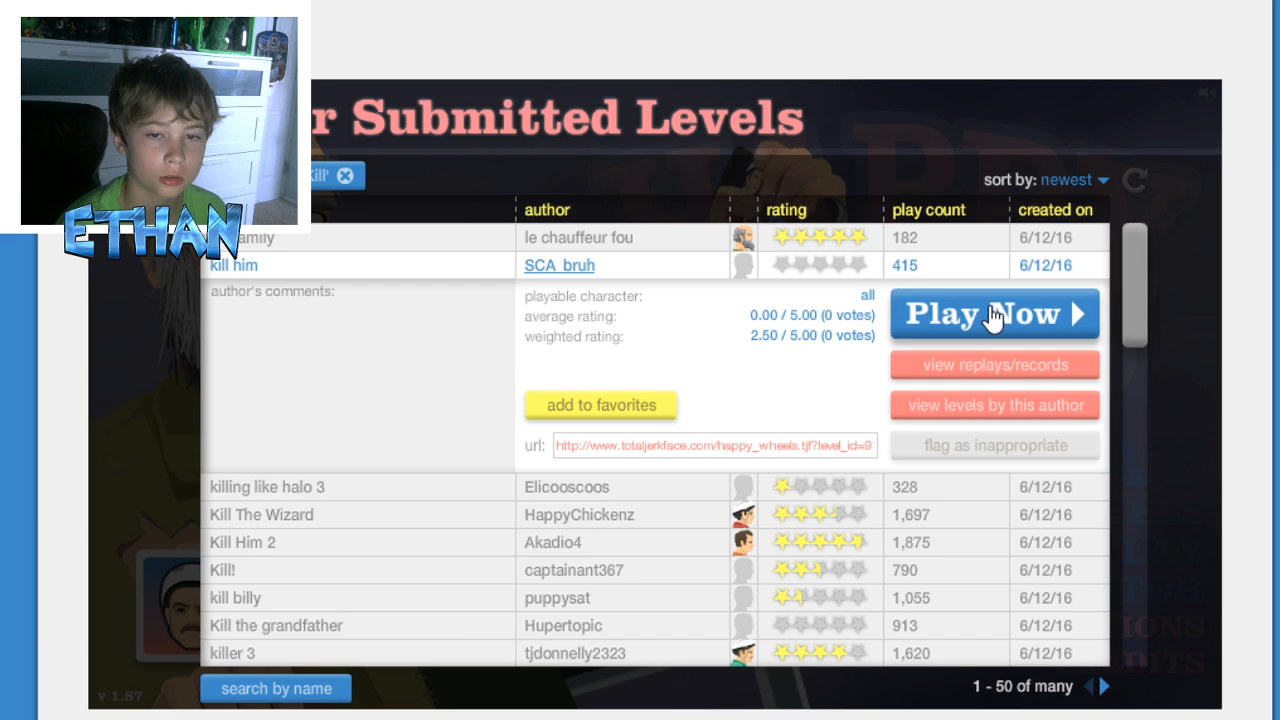 r Submitted Levels
kill'
sort by: newest
author rating play count created on
family le chauffeur fou 182 6/12/16
kill him SCA_bruh 415 6/12/16
ETHAN
author's comments:
playable character: all
average rating: 0.00 / 5.00 (0 votes)
weighted rating: 2.50 / 5.00 (0 votes)
Play Now
view replays/records
add to favorites
view levels by this author
url: http://www.totaljerkface.com/happy_wheels.tjf?level_id=9
flag as inappropriate
killing like halo 3 Elicooscoos 328 6/12/16
Kill The Wizard HappyChickenz 1,697 6/12/16
Kill Him 2 Akadio4 1,875 6/12/16
Kill! captainant367 790 6/12/16
kill billy puppysat 1,055 6/12/16
Kill the grandfather Hupertopic 913 6/12/16
killer 3 tjdonnelly2323 1,620 6/12/16
search by name
1 - 50 of many
v 1.87
IONS
DITS